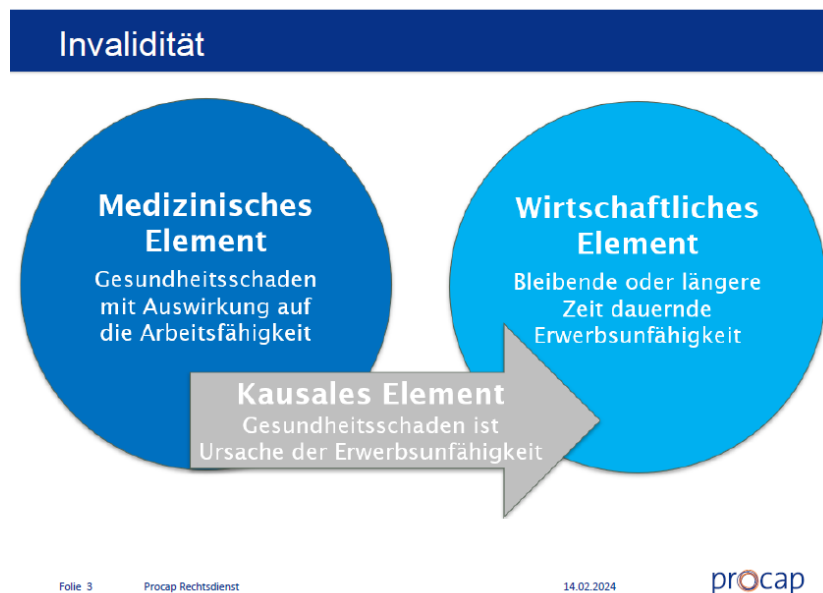 Invalidität
Medizinisches
Element
Gesundheitsschaden
mit Auswirkung auf
die Arbeitsfähigkeit
Wirtschaftliches
Element
Bleibende oder längere
Zeit dauernde
Erwerbsunfähigkeit
Kausales Element
Gesundheitsschaden ist
Ursache der Erwerbsunfähigkeit
Folie 3 Procap Rechtsdienst 14.02.2024 procap